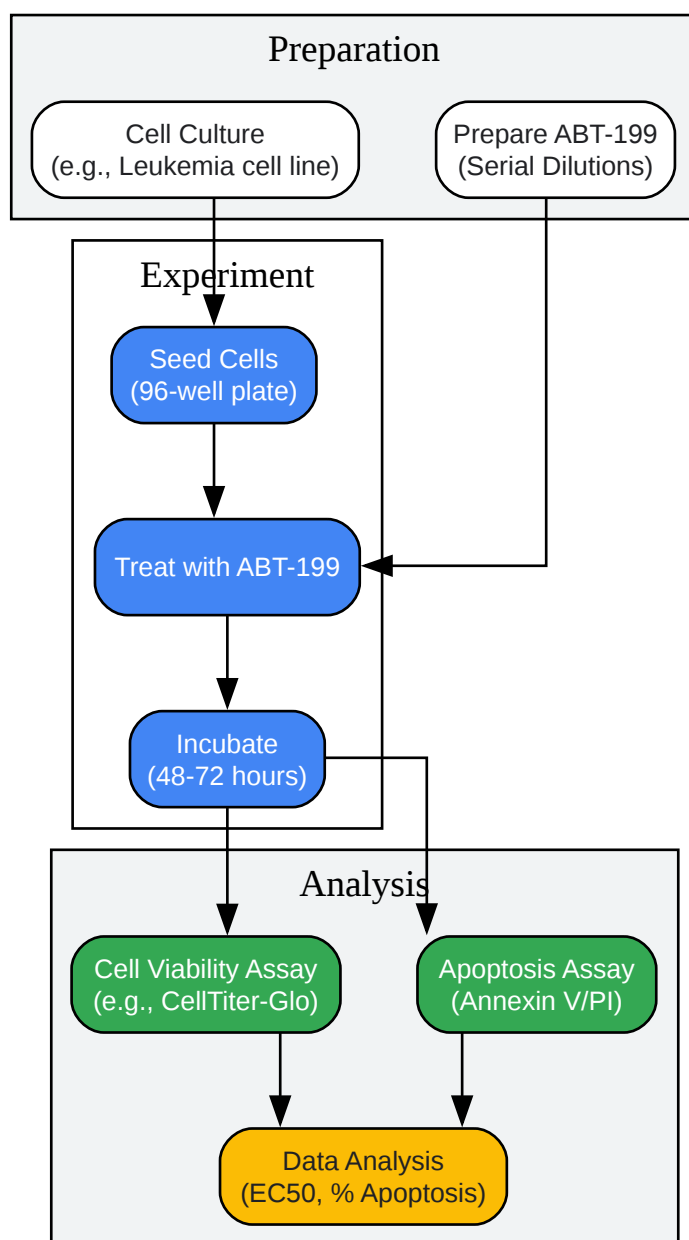 Preparation
Cell Culture
(e.g., Leukemia cell line)
Prepare ABT-199
(Serial Dilutions)
Experiment
Seed Cells
(96-well plate)
Treat with ABT-199
Incubate
(48-72 hours)
Analysis
Cell Viability Assay
(e.g., CellTiter-Glo)
Apoptosis Assay
(Annexin V/PI)
Data Analysis
(EC50, % Apoptosis)